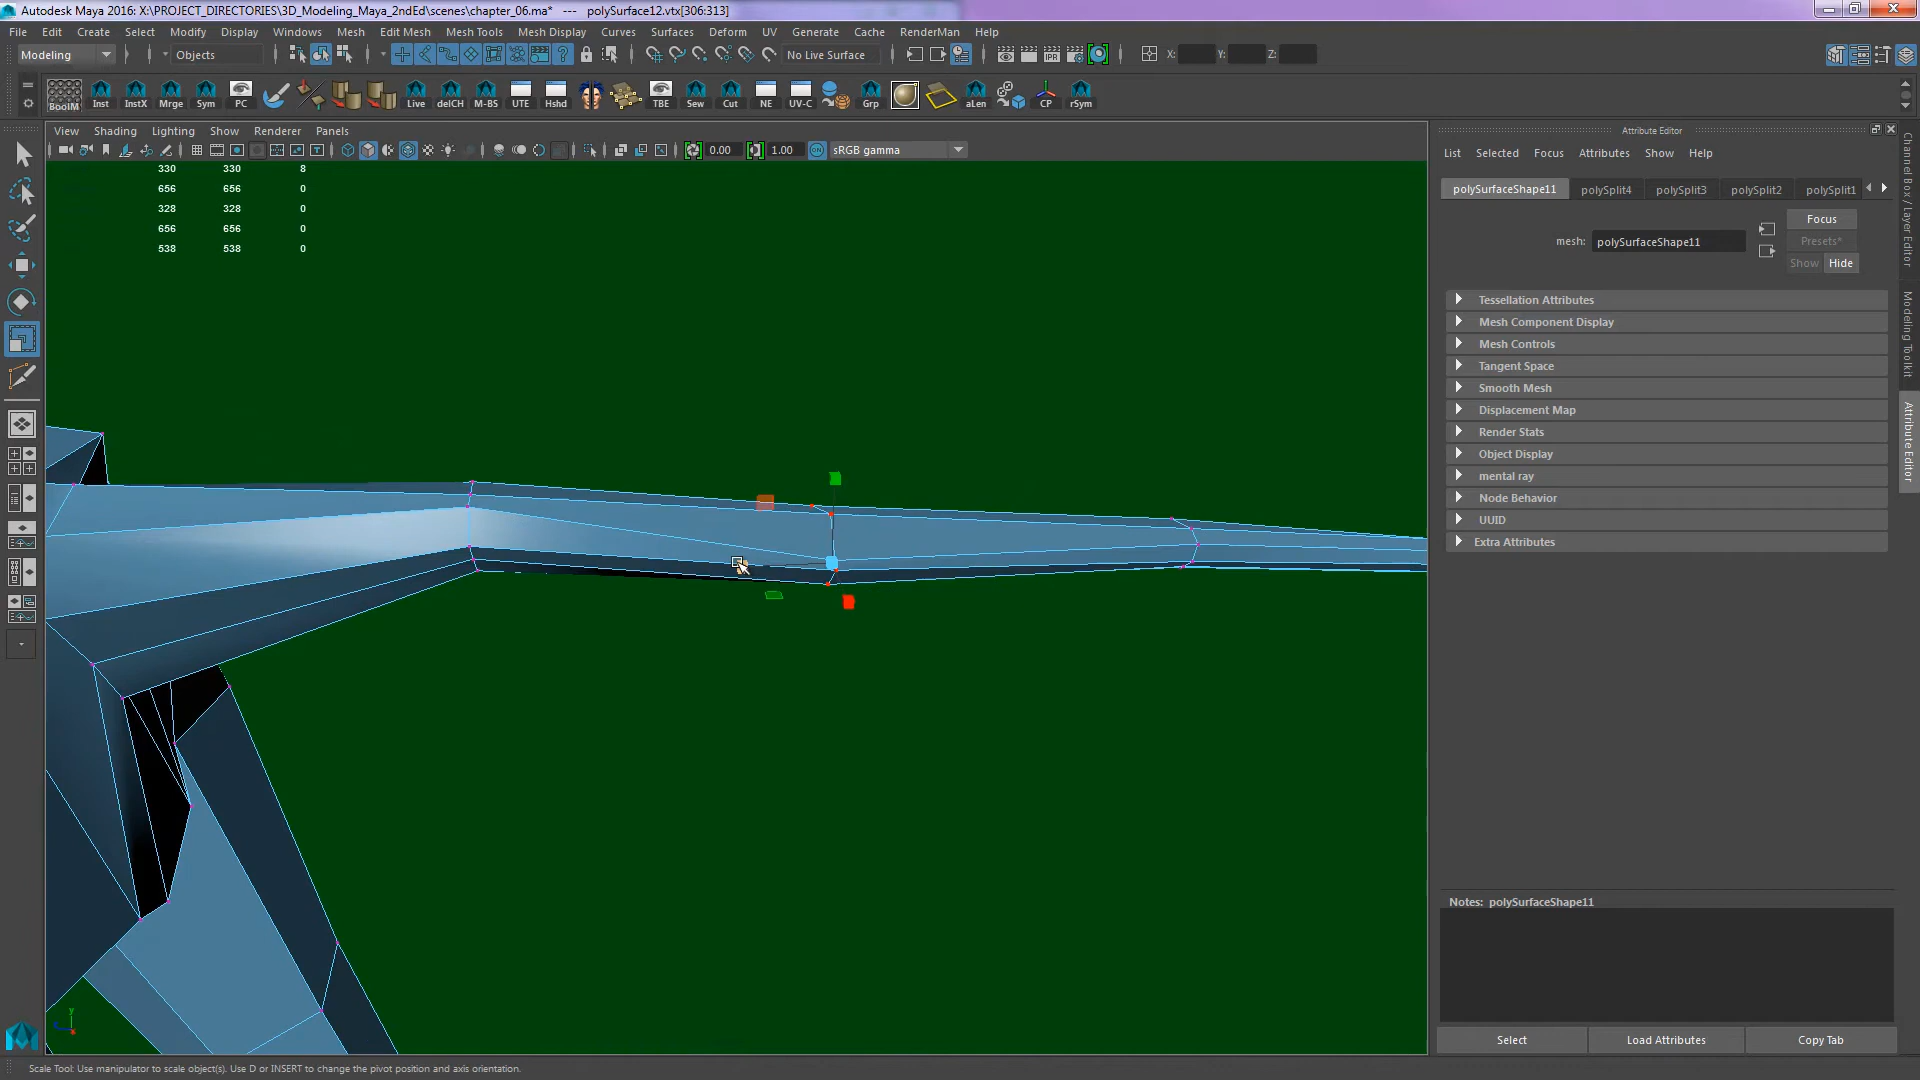 Autodesk Maya 2016: X:\PROJECT_DIRECTORIES\3D_Modeling_Maya_2ndEd\scenes\chapter_06.ma* --- polySurface12.vtx[306:313]
File Edit Create Select Modify Display Windows Mesh Edit Mesh Mesh Tools Mesh Display Curves Surfaces Deform UV Generate Cache RenderMan Help
Modeling Objects No Live Surface X: Y: Z:
BoolM Inst InstX Mrge Sym PC Live delCH M-BS UTE Hshd TBE Sew Cut NE UV-C Grp aLen CP rSym
View Shading Lighting Show Renderer Panels
0.00 1.00 sRGB gamma
330 330 8
656 656 0
328 328 0
656 656 0
538 538 0
y
Attribute Editor
List Selected Focus Attributes Show Help
polySurfaceShape11 polySplit4 polySplit3 polySplit2 polySplit1
Focus
mesh: polySurfaceShape11 Presets*
Show Hide
Tessellation Attributes
Mesh Component Display
Mesh Controls
Tangent Space
Smooth Mesh
Displacement Map
Render Stats
Object Display
mental ray
Node Behavior
UUID
Extra Attributes
Notes: polySurfaceShape11
Select Load Attributes Copy Tab
Channel Box / Layer Editor
Modeling Toolkit
Attribute Editor
Scale Tool: Use manipulator to scale object(s). Use D or INSERT to change the pivot position and axis orientation.